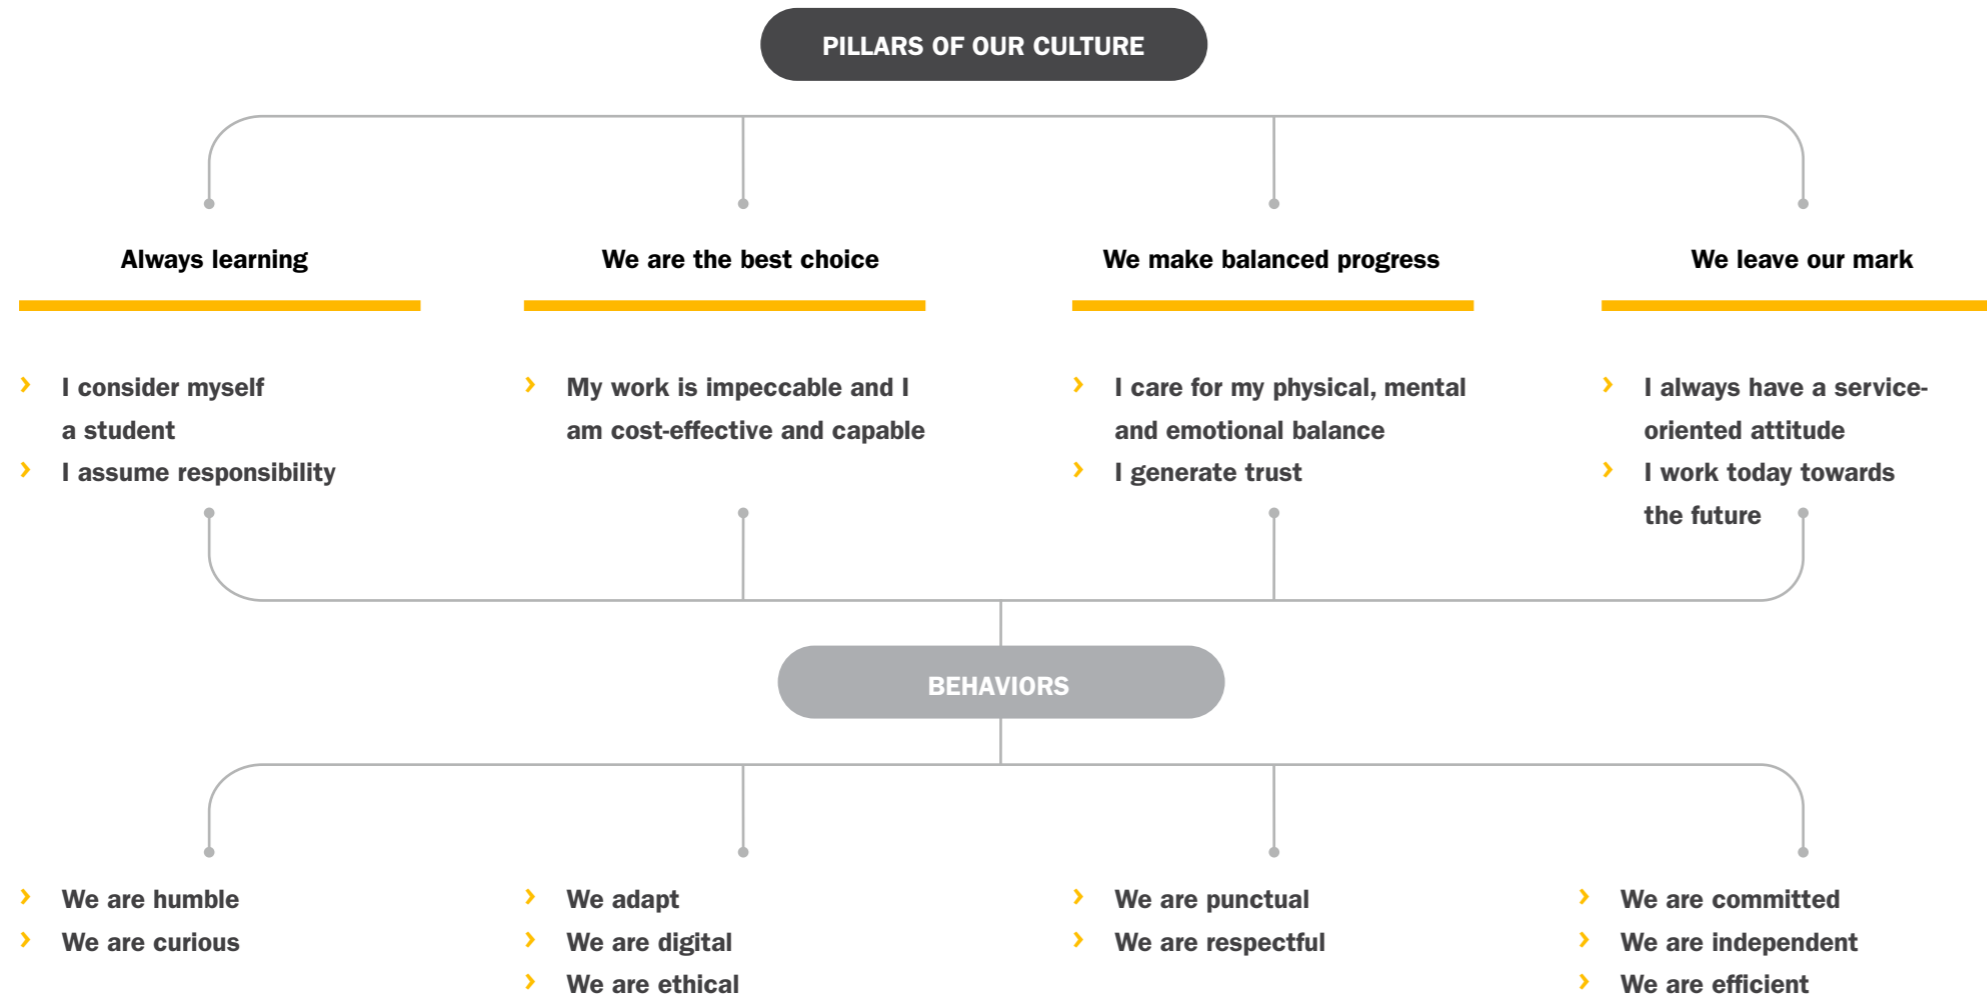 PILLARS OF OUR CULTURE
Always learning
I consider myself
a student
I assume responsibility
We are the best choice
My work is impeccable and I
am cost-effective and capable
We make balanced progress
I care for my physical, mental
and emotional balance
I generate trust
We leave our mark
I always have a service-
oriented attitude
I work today towards
the future
BEHAVIORS
We are humble
We are curious
We adapt
We are digital
We are ethical
We are punctual
We are respectful
We are committed
We are independent
We are efficient